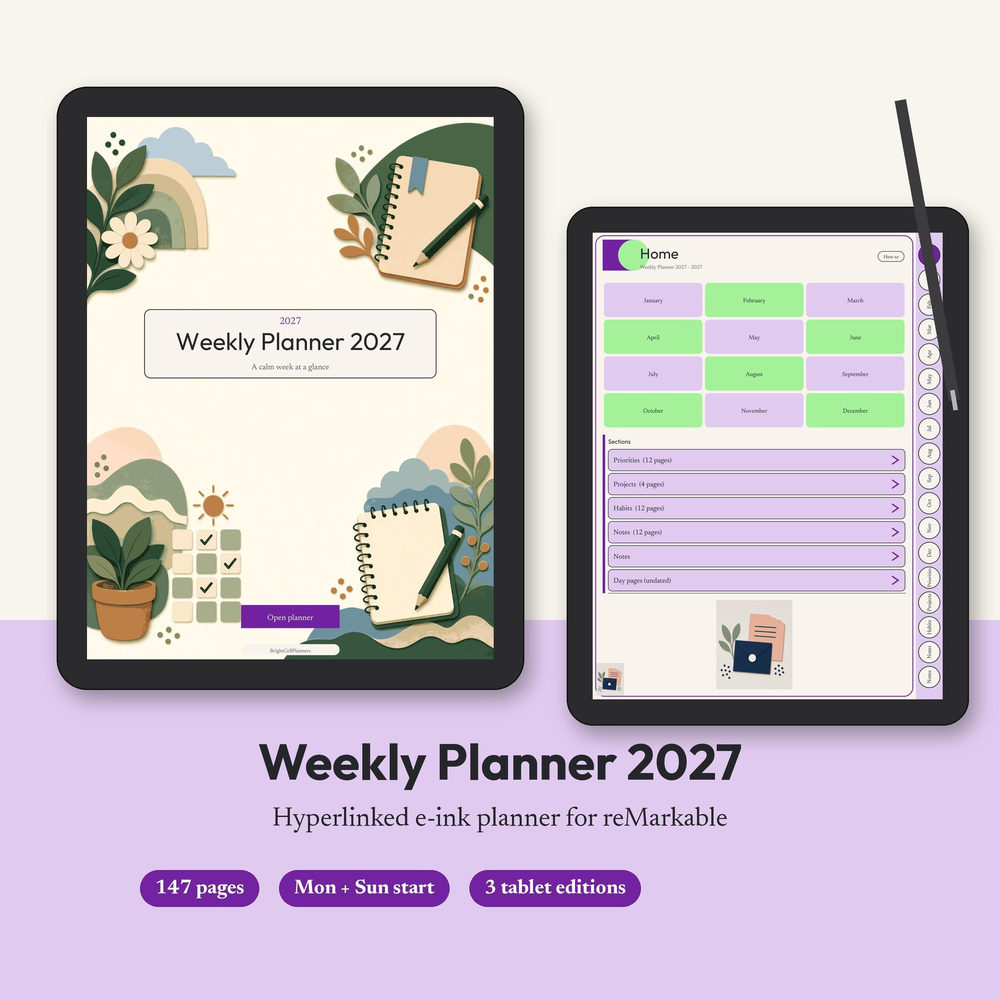 2027
Weekly Planner 2027
A calm week at a glance
Open planner
BrightCellPlanners
Home
Weekly Planner 2027 - 2027
How to
January
February
March
April
May
June
July
August
September
October
November
December
Sections
Priorities (12 pages)
Projects (4 pages)
Habits (12 pages)
Notes (12 pages)
Notes
Day pages (undated)
Feb
Mar
Apr
May
Jun
Jul
Aug
Sep
Oct
Nov
Dec
Priorities
Projects
Habits
Notes
Notes
Weekly Planner 2027
Hyperlinked e-ink planner for reMarkable
147 pages
Mon + Sun start
3 tablet editions